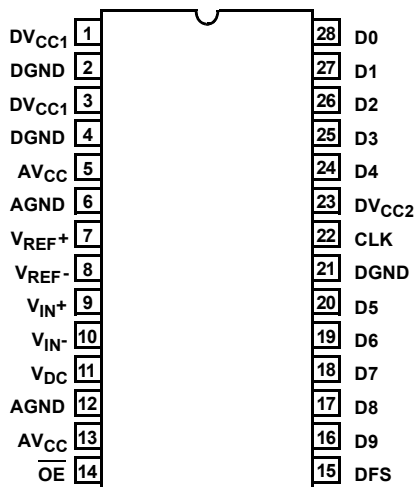 DVCC1 1 28 D0
DGND 2 27 D1
DVCC1 3 26 D2
DGND 4 25 D3
AVCC 5 24 D4
AGND 6 23 DVCC2
VREF+ 7 22 CLK
VREF- 8 21 DGND
VIN+ 9 20 D5
VIN- 10 19 D6
VDC 11 18 D7
AGND 12 17 D8
AVCC 13 16 D9
O̅E̅ 14 15 DFS